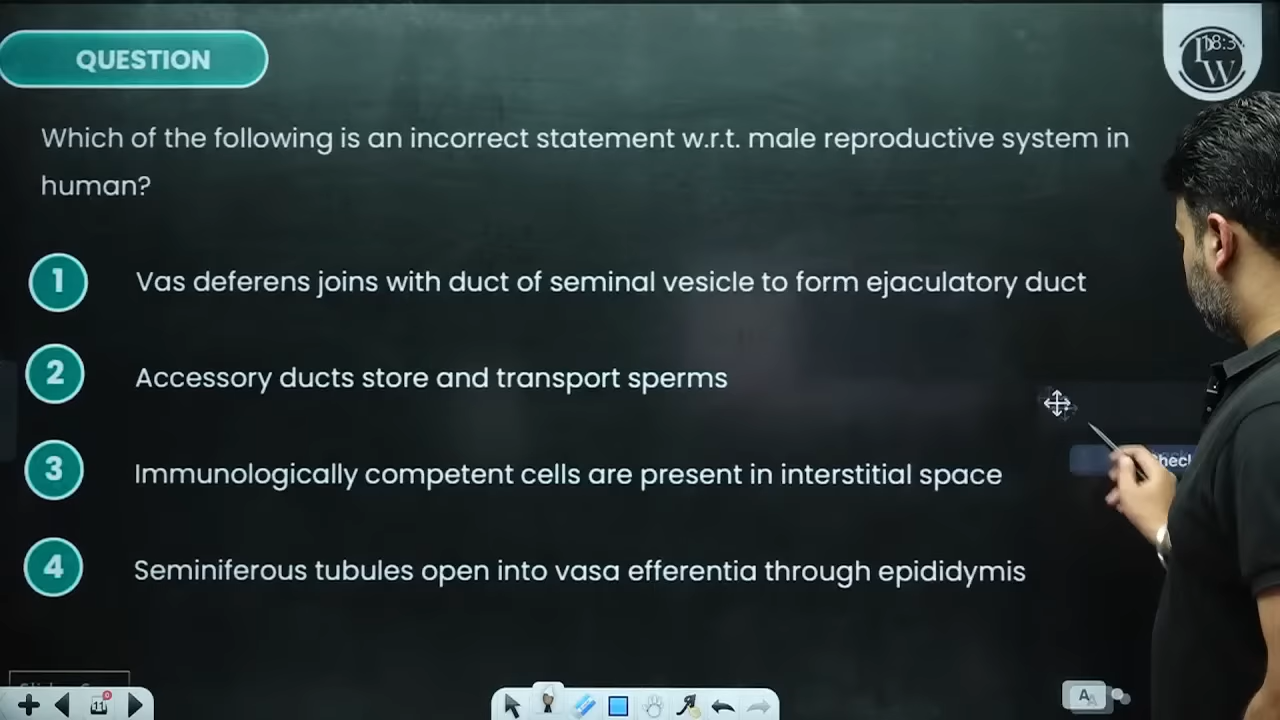 QUESTION
18:3
Which of the following is an incorrect statement w.r.t. male reproductive system in
human?
1 Vas deferens joins with duct of seminal vesicle to form ejaculatory duct
2 Accessory ducts store and transport sperms
3 Immunologically competent cells are present in interstitial space
4 Seminiferous tubules open into vasa efferentia through epididymis